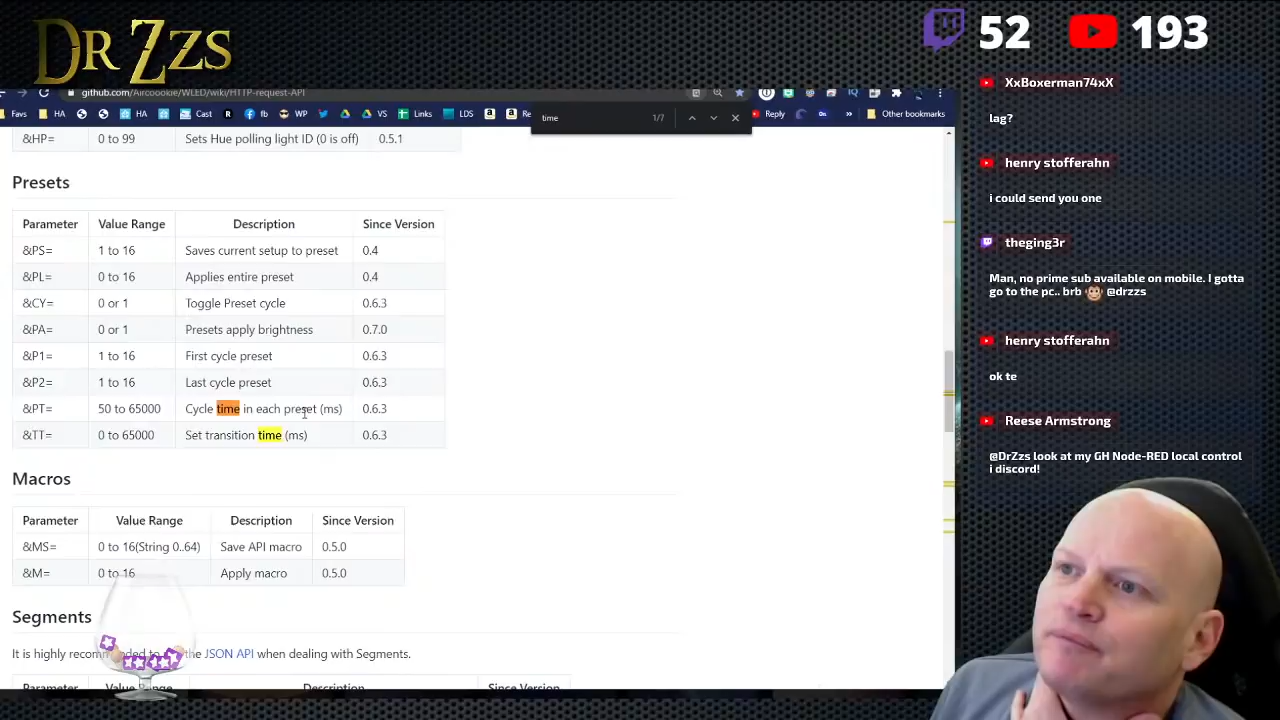 DR ZZS
52
193
github.com/Aircoookie/WLED/wiki/HTTP-request-API
Favs
HA
HA
Cast
fb
WP
VS
Links
LDS
Re
Reply
Other bookmarks
time
1/7
&HP=
0 to 99
Sets Hue polling light ID (0 is off)
0.5.1
Presets
Parameter Value Range Description Since Version
&PS= 1 to 16 Saves current setup to preset 0.4
&PL= 0 to 16 Applies entire preset 0.4
&CY= 0 or 1 Toggle Preset cycle 0.6.3
&PA= 0 or 1 Presets apply brightness 0.7.0
&P1= 1 to 16 First cycle preset 0.6.3
&P2= 1 to 16 Last cycle preset 0.6.3
&PT= 50 to 65000 Cycle time in each preset (ms) 0.6.3
&TT= 0 to 65000 Set transition time (ms) 0.6.3
Macros
Parameter Value Range Description Since Version
&MS= 0 to 16(String 0..64) Save API macro 0.5.0
&M= 0 to 16 Apply macro 0.5.0
Segments
It is highly the JSON API when dealing with Segments.
Parameter Description Since Version
XxBoxerman74xX
lag?
henry stofferahn
i could send you one
theging3r
Man, no prime sub available on mobile. I gotta
go to the pc.. brb 🐵 @drzzs
henry stofferahn
ok te
Reese Armstrong
@DrZzs look at my GH Node-RED local control
i discord!